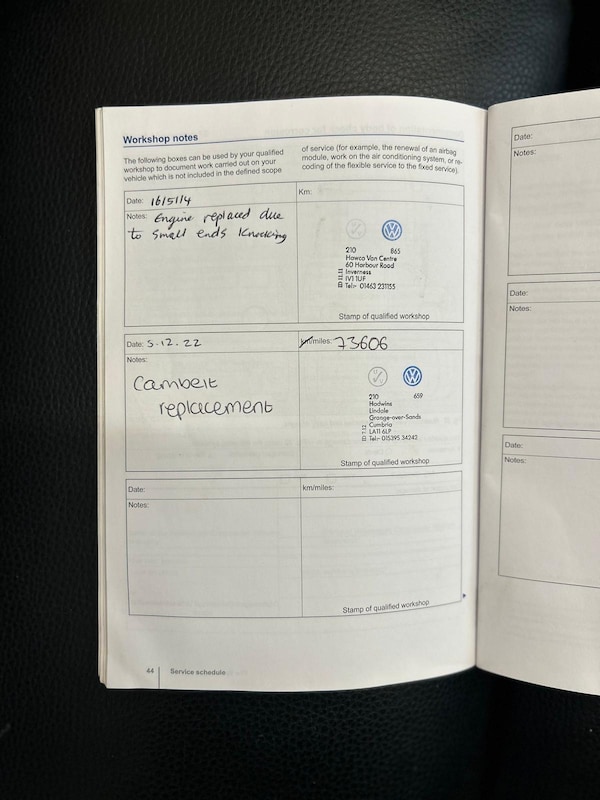 Workshop notes
The following boxes can be used by your qualified
workshop to document work carried out on your
vehicle which is not included in the defined scope
of service (for example, the renewal of an airbag
module, work on the air conditioning system, or re-
coding of the flexible service to the fixed service).
Date: 16/5/14
Km:
Notes: Engine replaced due
to small ends knocking
210 865
Hawco Van Centre
60 Harbour Road
Inverness
IV1 1UF
Tel:- 01463 231155
Stamp of qualified workshop
Date: 5.12.22
km/miles: 73606
Notes:
Cambelt
replacement
210 659
Hadwins
Lindale
Grange-over-Sands
Cumbria
LA11 6LP
Tel:- 015395 34242
Stamp of qualified workshop
Date:
km/miles:
Notes:
Stamp of qualified workshop
44 Service schedule
Date:
Notes:
Date:
Notes:
Date:
Notes: